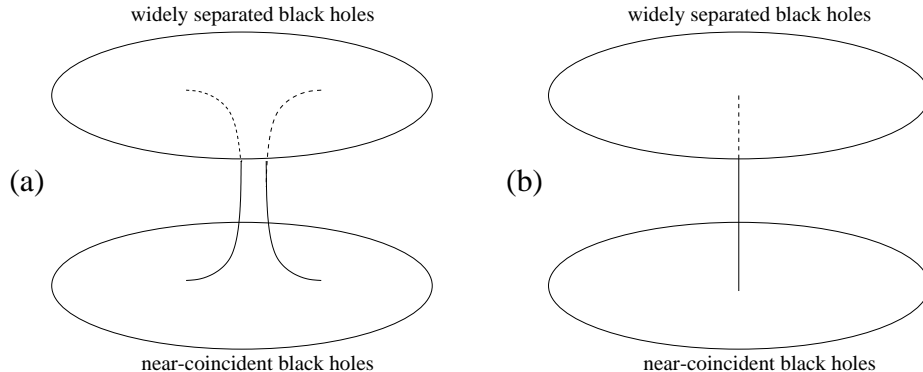 widely separated black holes
(a)
near-coincident black holes
widely separated black holes
(b)
near-coincident black holes